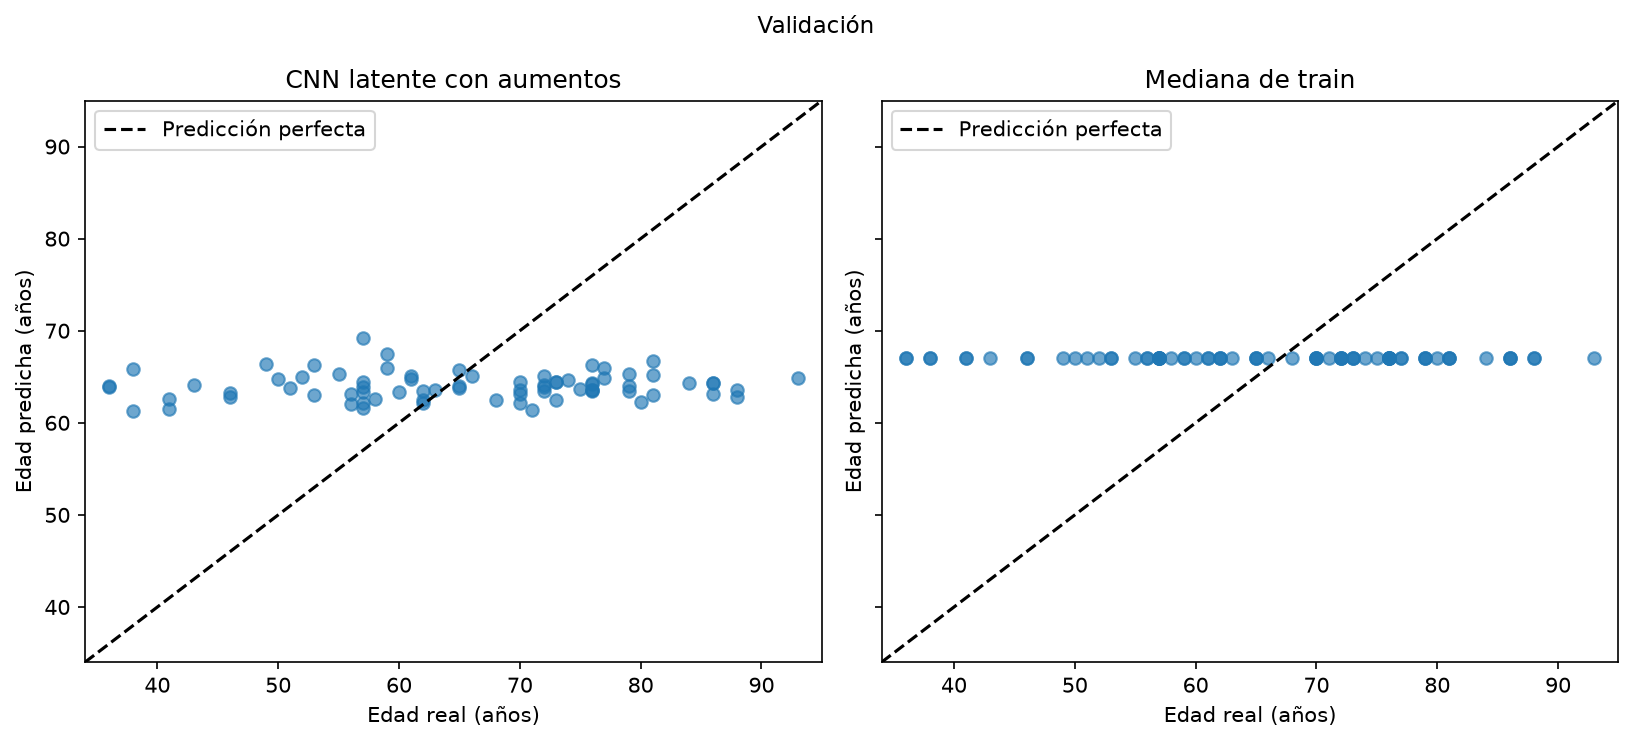 Validación
CNN latente con aumentos
Predicción perfecta
Edad predicha (años)
90
80
70
60
50
40
40 50 60 70 80 90
Edad real (años)
Mediana de train
Predicción perfecta
Edad predicha (años)
40 50 60 70 80 90
Edad real (años)